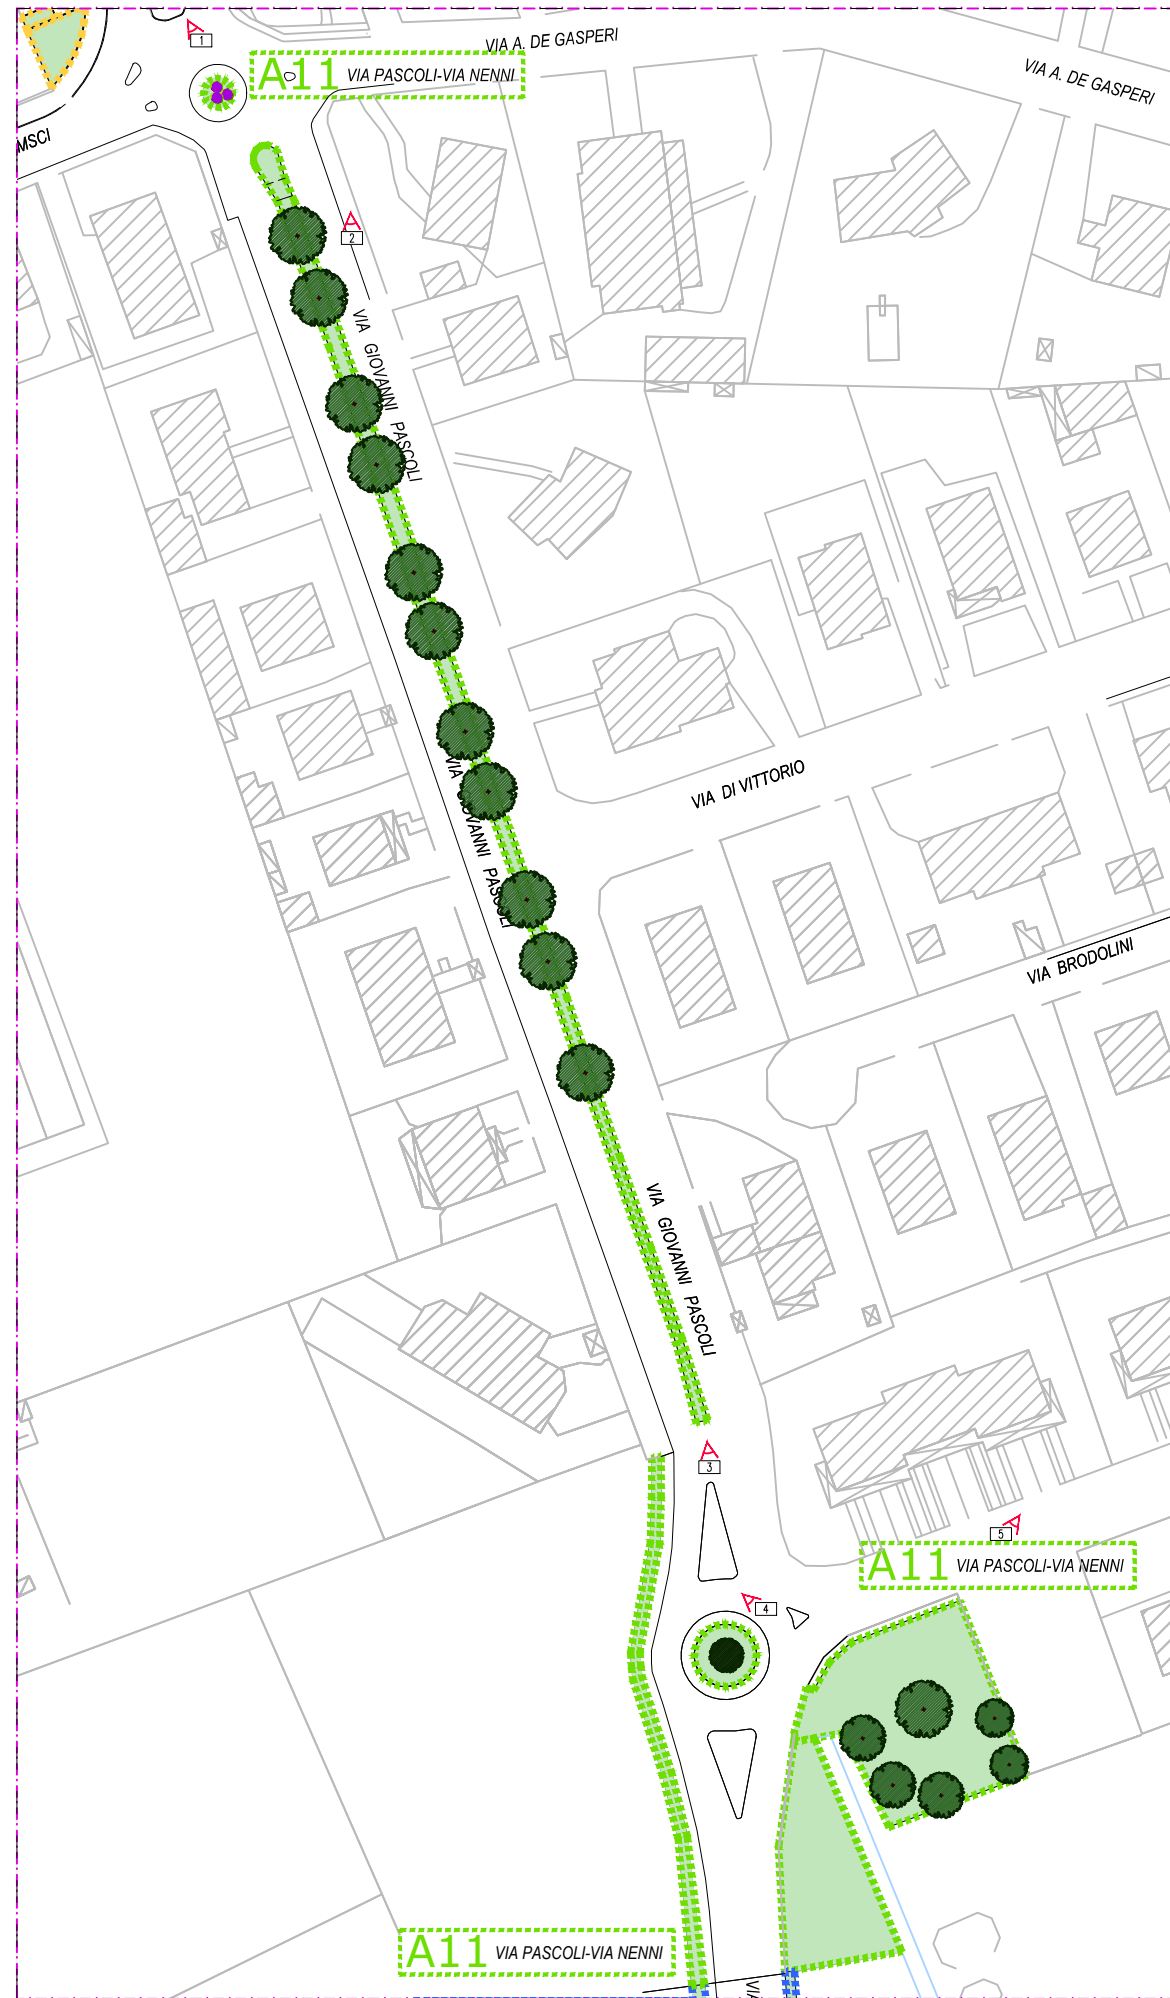 VIA A. DE GASPERI
1
A11 VIA PASCOLI-VIA NENNI
VIA A. DE GASPERI
MSCI
2
VIA GIOVANNI PASCOLI
VIA GIOVANNI PASCOLI
VIA DI VITTORIO
VIA BRODOLINI
VIA GIOVANNI PASCOLI
3
5
A11 VIA PASCOLI-VIA NENNI
4
A11 VIA PASCOLI-VIA NENNI
VIA